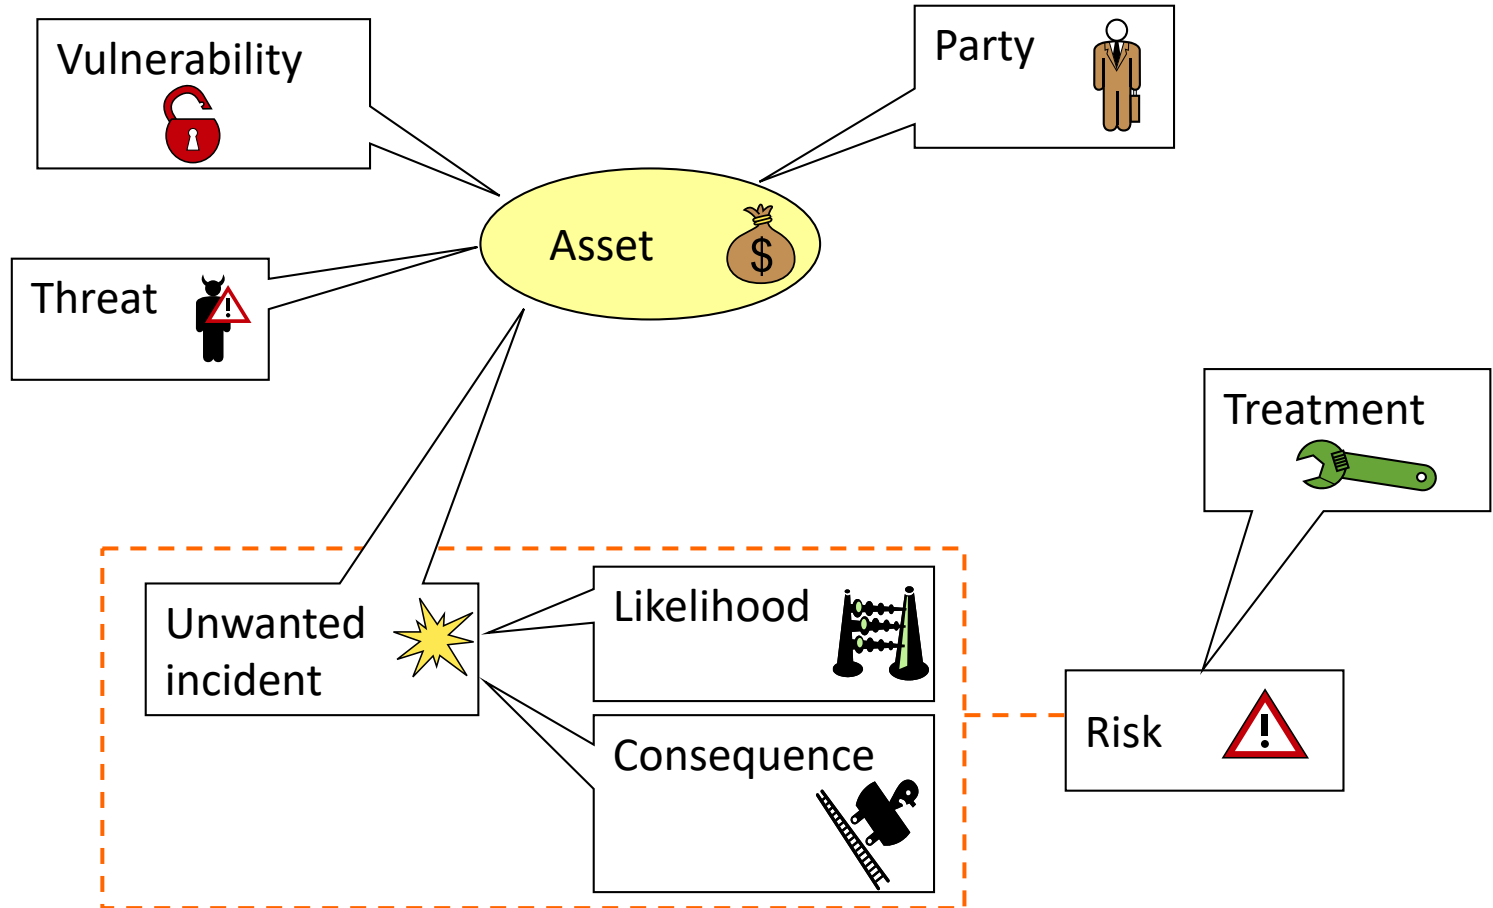 Vulnerability
Party
Asset
$
Threat
!
Treatment
Unwanted
incident
Likelihood
Risk
!
Consequence